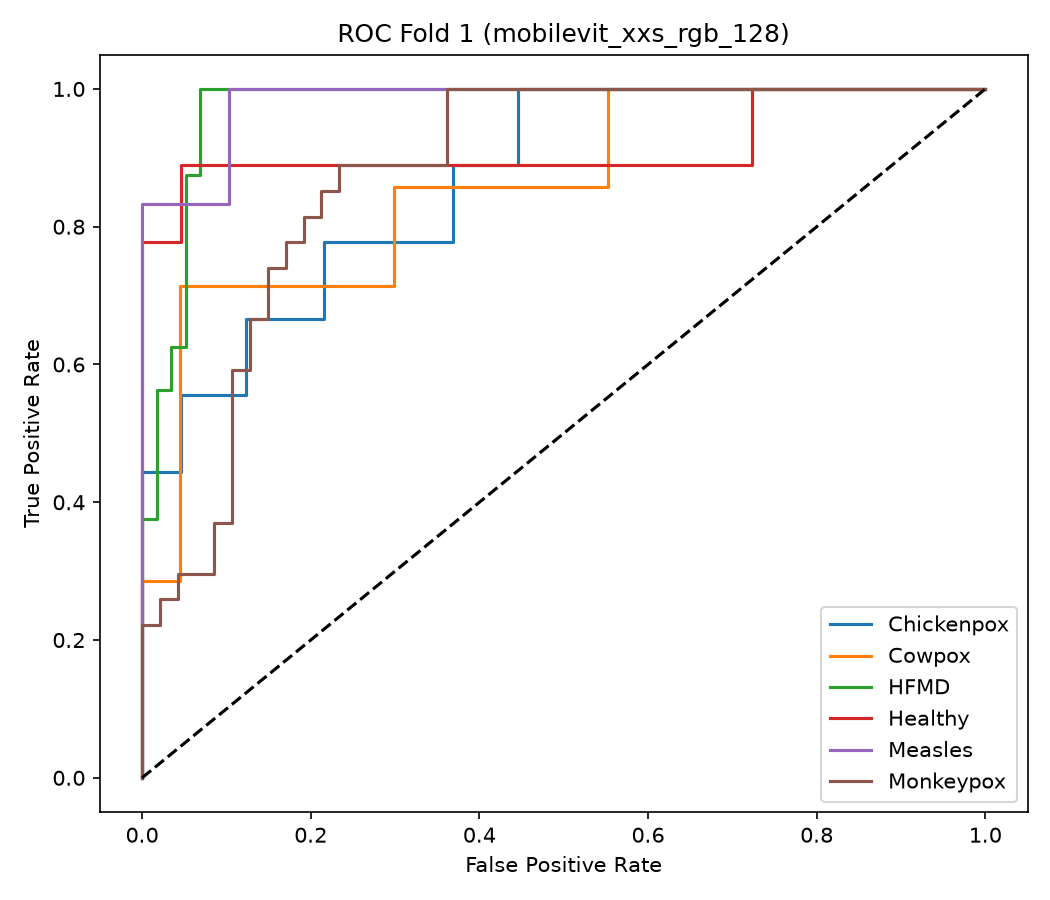 ROC Fold 1 (mobilevit_xxs_rgb_128)
True Positive Rate
1.0
0.8
0.6
0.4
0.2
0.0
0.0 0.2 0.4 0.6 0.8 1.0
False Positive Rate
Chickenpox
Cowpox
HFMD
Healthy
Measles
Monkeypox